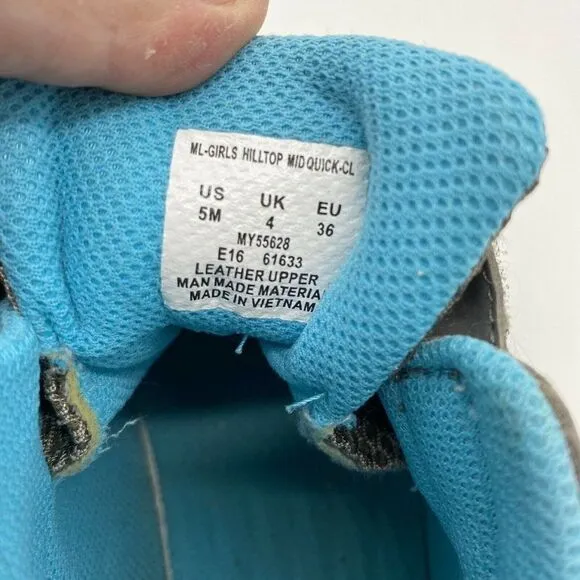 ML-GIRLS HILLTOP MID QUICK-CL
US UK EU
5M 4 36
MY55628
E16 61633
LEATHER UPPER
MAN MADE MATERIA
MADE IN VIETNAM